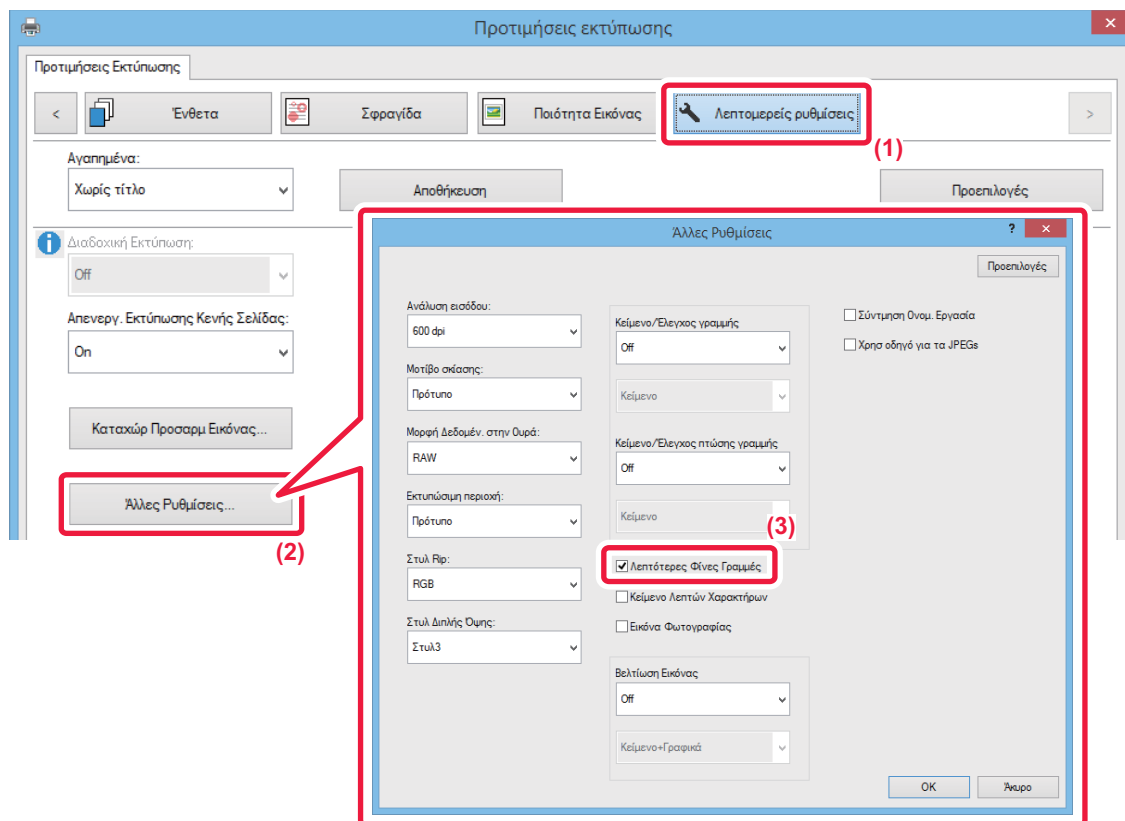 Προτιμήσεις εκτύπωσης
Προτιμήσεις Εκτύπωσης
<
Ένθετα
Σφραγίδα
Ποιότητα Εικόνας
Λεπτομερείς ρυθμίσεις
>
(1)
Αγαπημένα:
Χωρίς τίτλο
Αποθήκευση
Προεπιλογές
Διαδοχική Εκτύπωση:
Off
Απενεργ. Εκτύπωσης Κενής Σελίδας:
On
Καταχώρ Προσαρμ Εικόνας...
Άλλες Ρυθμίσεις...
(2)
Άλλες Ρυθμίσεις
?
Προεπιλογές
Ανάλυση εισόδου:
600 dpi
Μοτίβο σκίασης:
Πρότυπο
Μορφή Δεδομέν. στην Ουρά:
RAW
Εκτυπώσιμη περιοχή:
Πρότυπο
Στυλ Rip:
RGB
Στυλ Διπλής Όψης:
Στυλ3
Κείμενο/Έλεγχος γραμμής
Off
Κείμενο
Κείμενο/Έλεγχος πτώσης γραμμής
Off
Κείμενο
(3)
Λεπτότερες Φίνες Γραμμές
Κείμενο Λεπτών Χαρακτήρων
Εικόνα Φωτογραφίας
Βελτίωση Εικόνας
Off
Κείμενο+Γραφικά
Σύντμηση Ονομ. Εργασία
Χρησ οδηγό για τα JPEGs
OK
Άκυρο